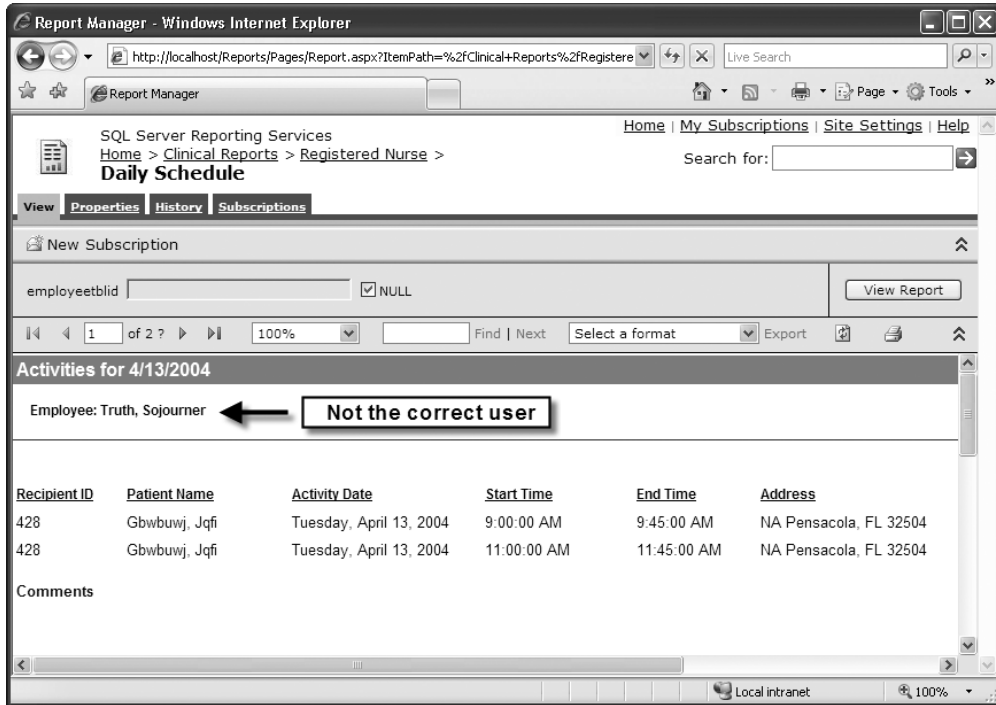 Report Manager - Windows Internet Explorer
http://localhost/Reports/Pages/Report.aspx?ItemPath=%2fClinical+Reports%2fRegistere
Live Search
Report Manager
Page
Tools
»
SQL Server Reporting Services
Home | My Subscriptions | Site Settings | Help
Home > Clinical Reports > Registered Nurse >
Daily Schedule
Search for:
View Properties History Subscriptions
New Subscription
employeetblid
NULL
View Report
1 of 2 ?
100%
Find | Next
Select a format
Export
Activities for 4/13/2004
Employee: Truth, Sojourner
Not the correct user
Recipient ID Patient Name Activity Date Start Time End Time Address
428 Gbwbuwj, Jqfi Tuesday, April 13, 2004 9:00:00 AM 9:45:00 AM NA Pensacola, FL 32504
428 Gbwbuwj, Jqfi Tuesday, April 13, 2004 11:00:00 AM 11:45:00 AM NA Pensacola, FL 32504
Comments
Local intranet
100%